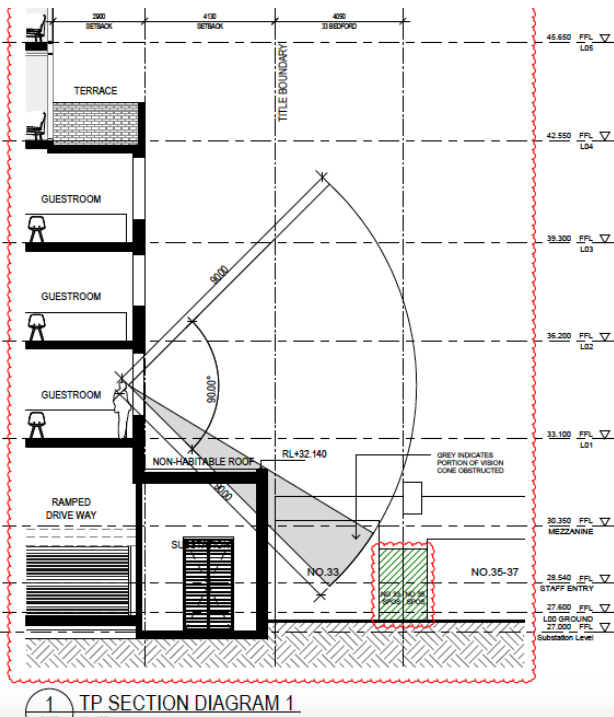 2900
4130
4050
SETBACK
SETBACK
33 BEDFORD
TITLE BOUNDARY
45.650 FFL
L05
TERRACE
42.550 FFL
L04
GUESTROOM
39.300 FFL
L03
9000
GUESTROOM
36.200 FFL
L02
90.00°
GUESTROOM
33.100 FFL
L01
NON-HABITABLE ROOF
RL+32.140
GREY INDICATES
PORTION OF VISION
CONE OBSTRUCTED
9000
RAMPED
DRIVE WAY
30.350 FFL
MEZZANINE
NO.33
NO.35-37
28.540 FFL
STAFF ENTRY
NO 33
SPOS
SPOS
27.600 FFL
L00 GROUND
27.000 FFL
Substation Level
1
TP SECTION DIAGRAM 1